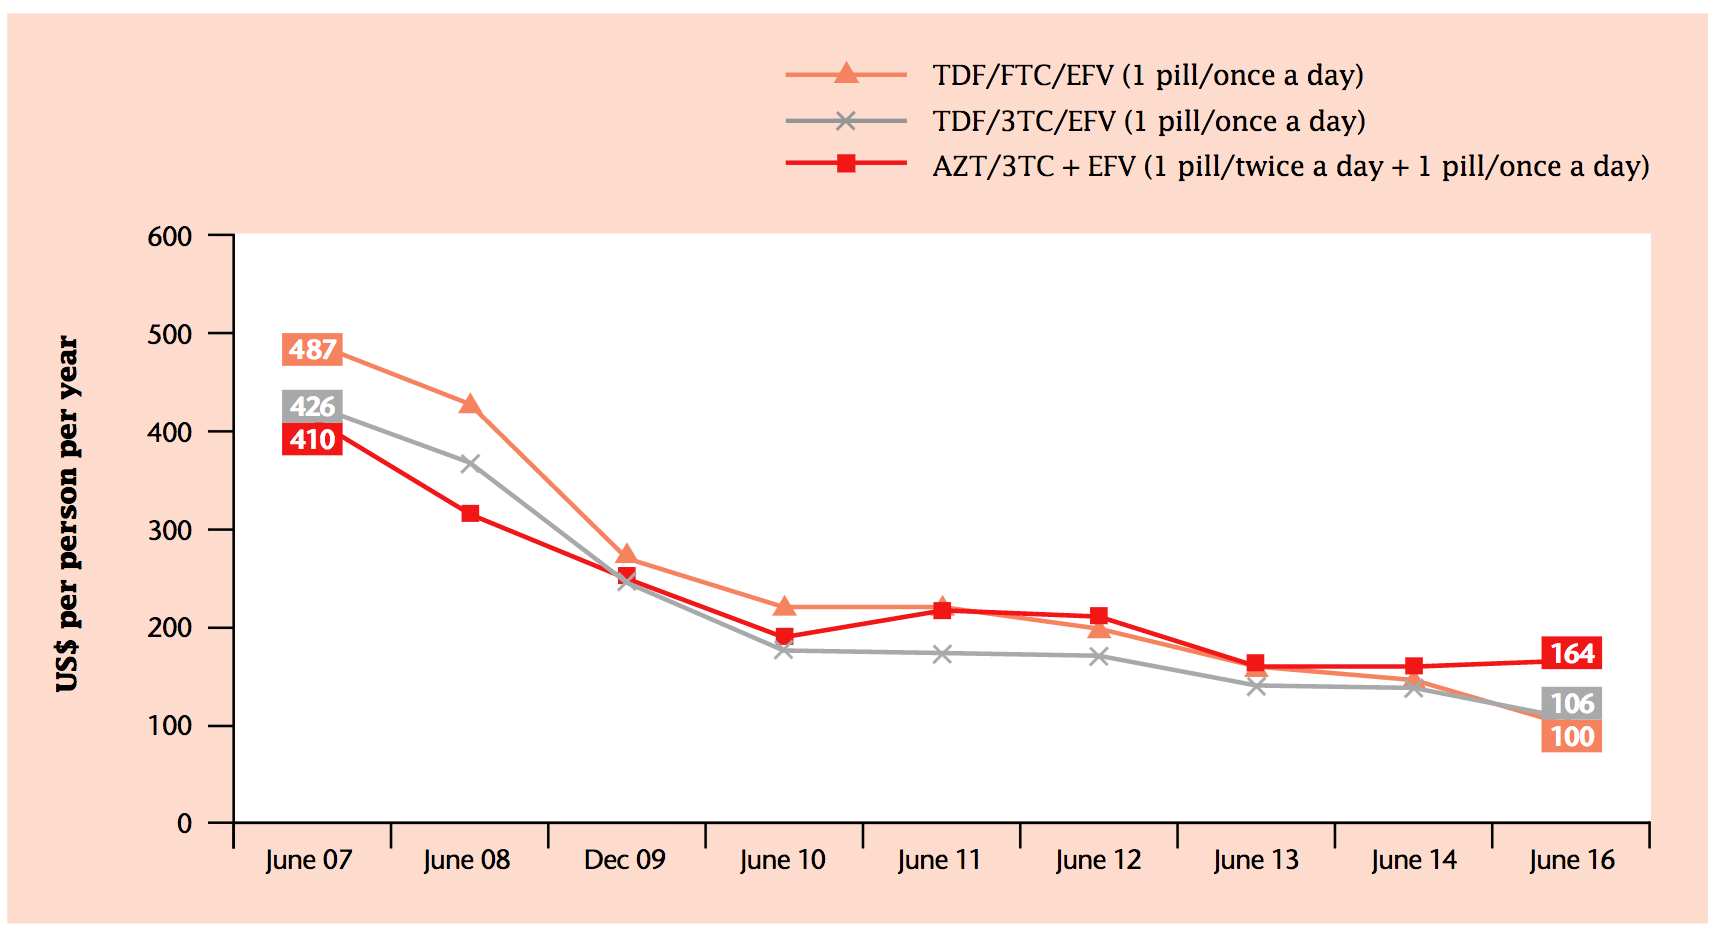 TDF/FTC/EFV (1 pill/once a day)
TDF/3TC/EFV (1 pill/once a day)
AZT/3TC + EFV (1 pill/twice a day + 1 pill/once a day)
US$ per person per year
600
500
400
300
200
100
0
487
426
410
164
106
100
June 07
June 08
Dec 09
June 10
June 11
June 12
June 13
June 14
June 16